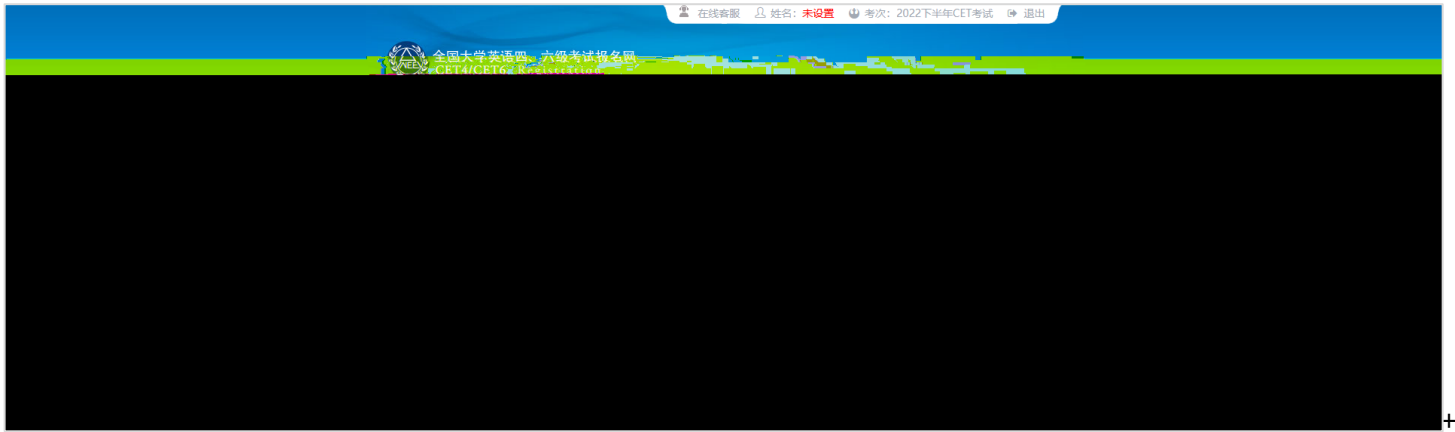 在线客服 姓名：未设置 考次：2022下半年CET考试 退出
全国大学英语四、六级考试报名网
CET4/CET6 Registration
NEEA